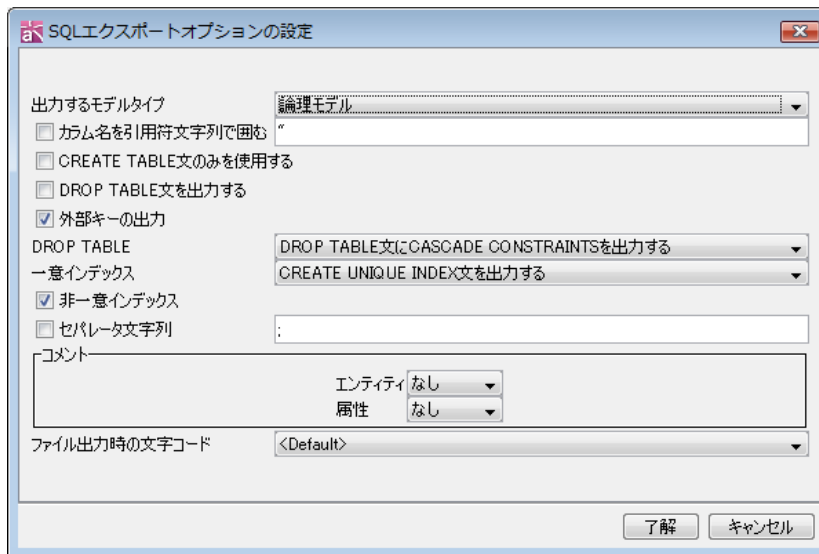 SQLエクスポートオプションの設定
出力するモデルタイプ 論理モデル
カラム名を引用符文字列で囲む "
CREATE TABLE文のみを使用する
DROP TABLE文を出力する
外部キーの出力
DROP TABLE DROP TABLE文にCASCADE CONSTRAINTSを出力する
一意インデックス CREATE UNIQUE INDEX文を出力する
非一意インデックス
セパレータ文字列 ;
コメント
エンティティ なし
属性 なし
ファイル出力時の文字コード <Default>
了解 キャンセル